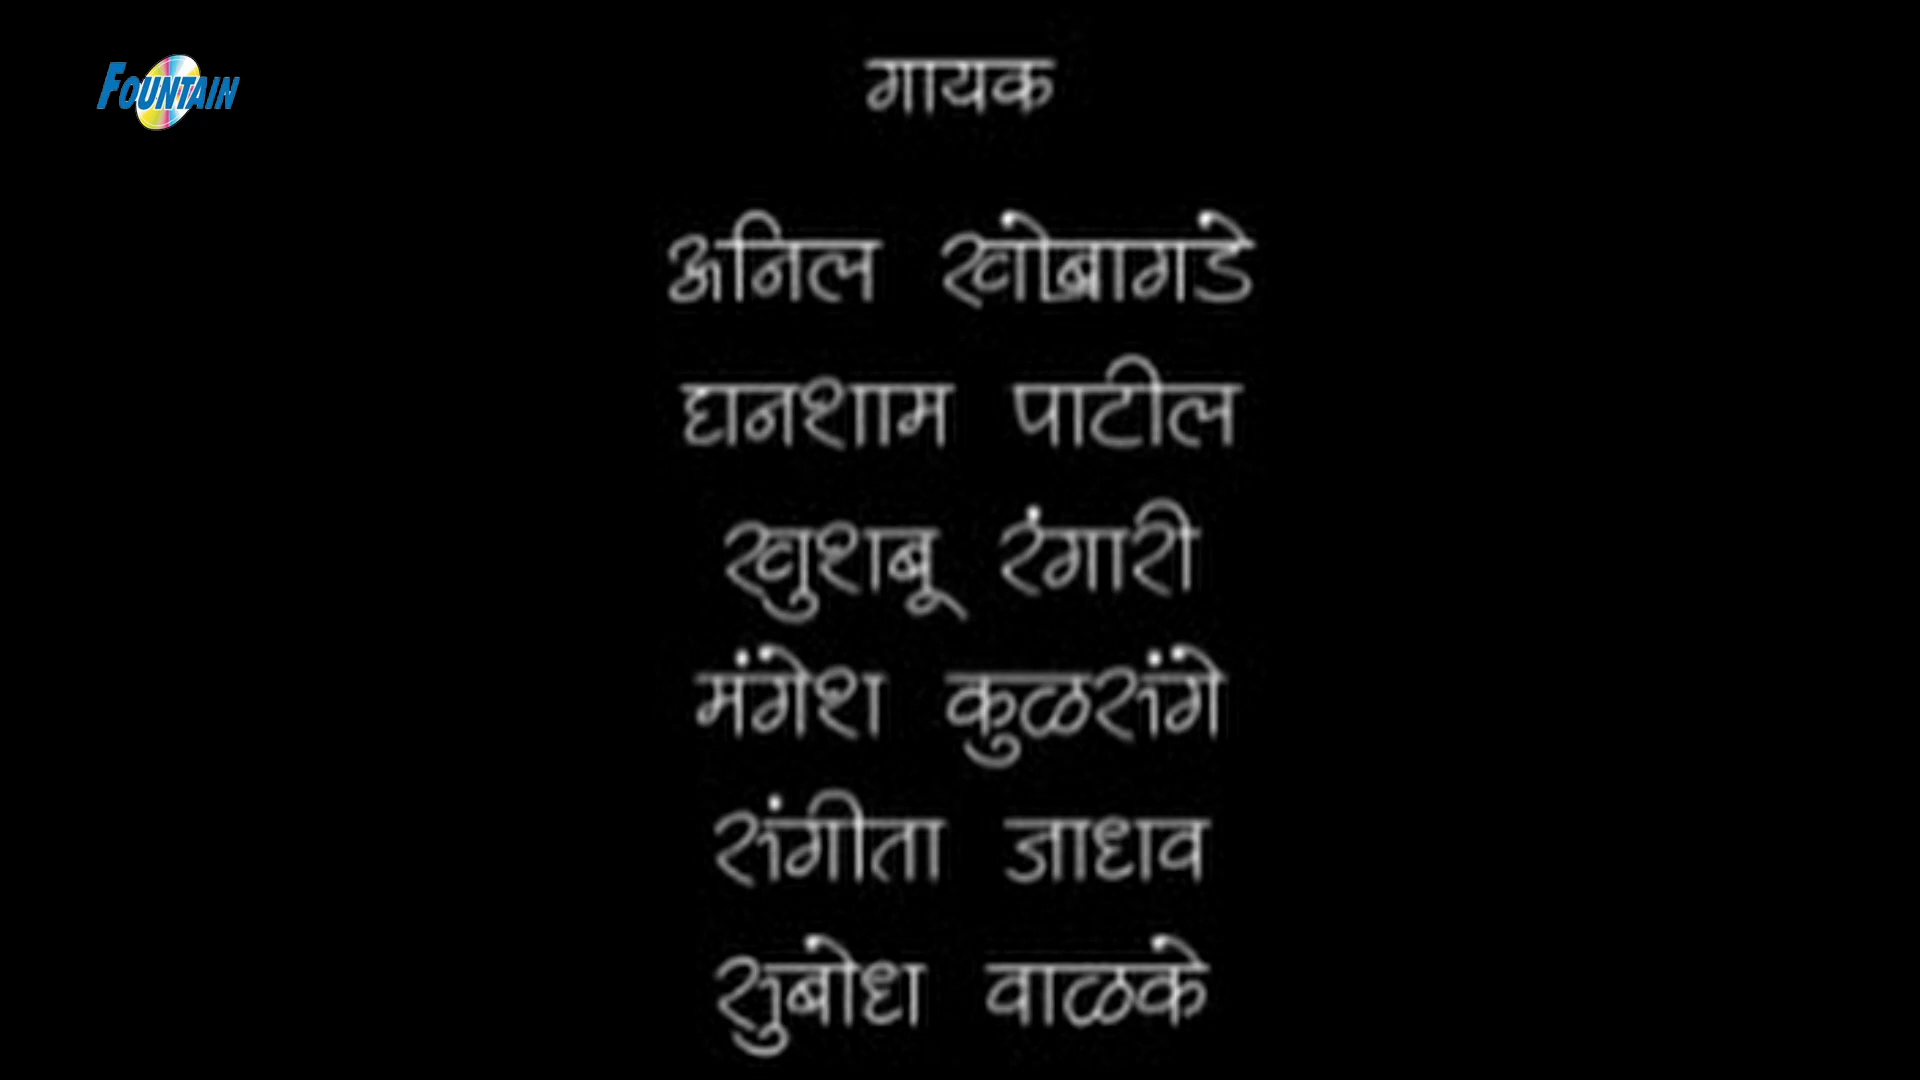 FOUNTAIN
गायक
अनिल खोब्रागडे
घनशाम पाटील
खुशबू रंगारी
मंगेश कुळसंगे
संगीता जाधव
सुबोध वाळके